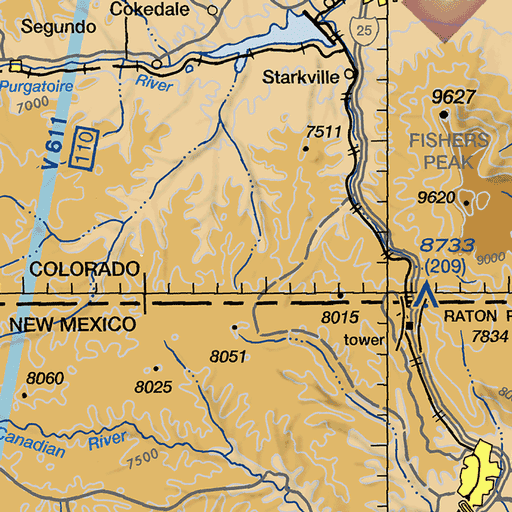 Cokedale
Segundo
25
Starkville
Purgatoire
River
7000
9627
7511
FISHERS
PEAK
V 611
110
9620
8733
(209)
9000
COLORADO
NEW MEXICO
8015
RATON
7834
tower
8051
8060
8025
Canadian River
7500